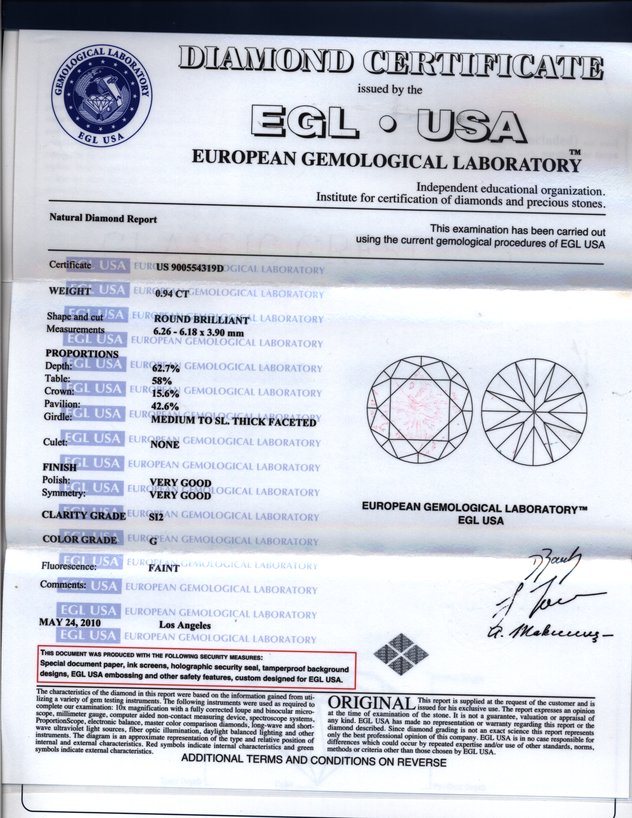 GEMOLOGICAL LABORATORY
EGL USA
DIAMOND CERTIFICATE
issued by the
EGL • USA
EUROPEAN GEMOLOGICAL LABORATORY™
Independent educational organization.
Institute for certification of diamonds and precious stones.
Natural Diamond Report
This examination has been carried out
using the current gemological procedures of EGL USA
Certificate US 900554319D
WEIGHT 0.94 CT
Shape and cut ROUND BRILLIANT
Measurements 6.26 - 6.18 x 3.90 mm
PROPORTIONS
Depth: 62.7%
Table: 58%
Crown: 15.6%
Pavilion: 42.6%
Girdle: MEDIUM TO SL. THICK FACETED
Culet: NONE
FINISH
Polish: VERY GOOD
Symmetry: VERY GOOD
CLARITY GRADE SI2
COLOR GRADE G
Fluorescence: FAINT
Comments:
EGL USA EUROPEAN GEMOLOGICAL LABORATORY
MAY 24, 2010 Los Angeles
EUROPEAN GEMOLOGICAL LABORATORY™
EGL USA
THIS DOCUMENT WAS PRODUCED WITH THE FOLLOWING SECURITY MEASURES:
Special document paper, ink screens, holographic security seal, tamperproof background
designs, EGL USA embossing and other safety features, custom designed for EGL USA.
The characteristics of the diamond in this report were based on the information gained from uti-
lizing a variety of gem testing instruments. The following instruments were used as required to
complete our examination: 10x magnification with a fully corrected loupe and binocular micro-
scope, millimeter gauge, computer aided non-contact measuring device, spectroscope systems,
ProportionScope, electronic balance, master color comparison diamonds, long-wave and short-
wave ultraviolet light sources, fiber optic illumination, daylight balanced lighting and other
instruments. The diagram is an approximate representation of the type and relative position of
internal and external characteristics. Red symbols indicate internal characteristics and green
symbols indicate external characteristics.
ORIGINAL This report is supplied at the request of the customer and is
issued for his exclusive use. The report expresses an opinion
at the time of examination of the stone. It is not a guarantee, valuation or appraisal of
any kind. EGL USA has made no representation or warranty regarding this report or the
diamond described. Since diamond grading is not an exact science this report represents
only the best professional opinion of this company. EGL USA is in no case responsible for
differences which could occur by repeated expertise and/or use of other standards, norms,
methods or criteria other than those chosen by EGL USA.
ADDITIONAL TERMS AND CONDITIONS ON REVERSE